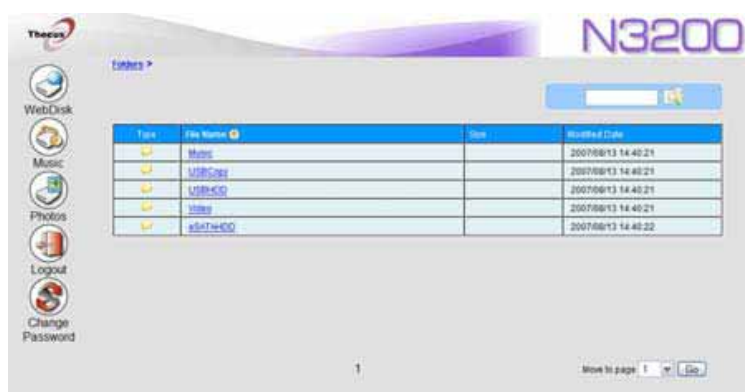 Thecus
N3200
Folders >
WebDisk
Music
Photos
Logout
Change
Password
Type File Name Size Modified Date
Music 2007/08/13 14:40:21
USBCopy 2007/08/13 14:40:21
USBHDD 2007/08/13 14:40:21
Video 2007/08/13 14:40:21
eSATAHDD 2007/08/13 14:40:22
1
Move to page 1 Go